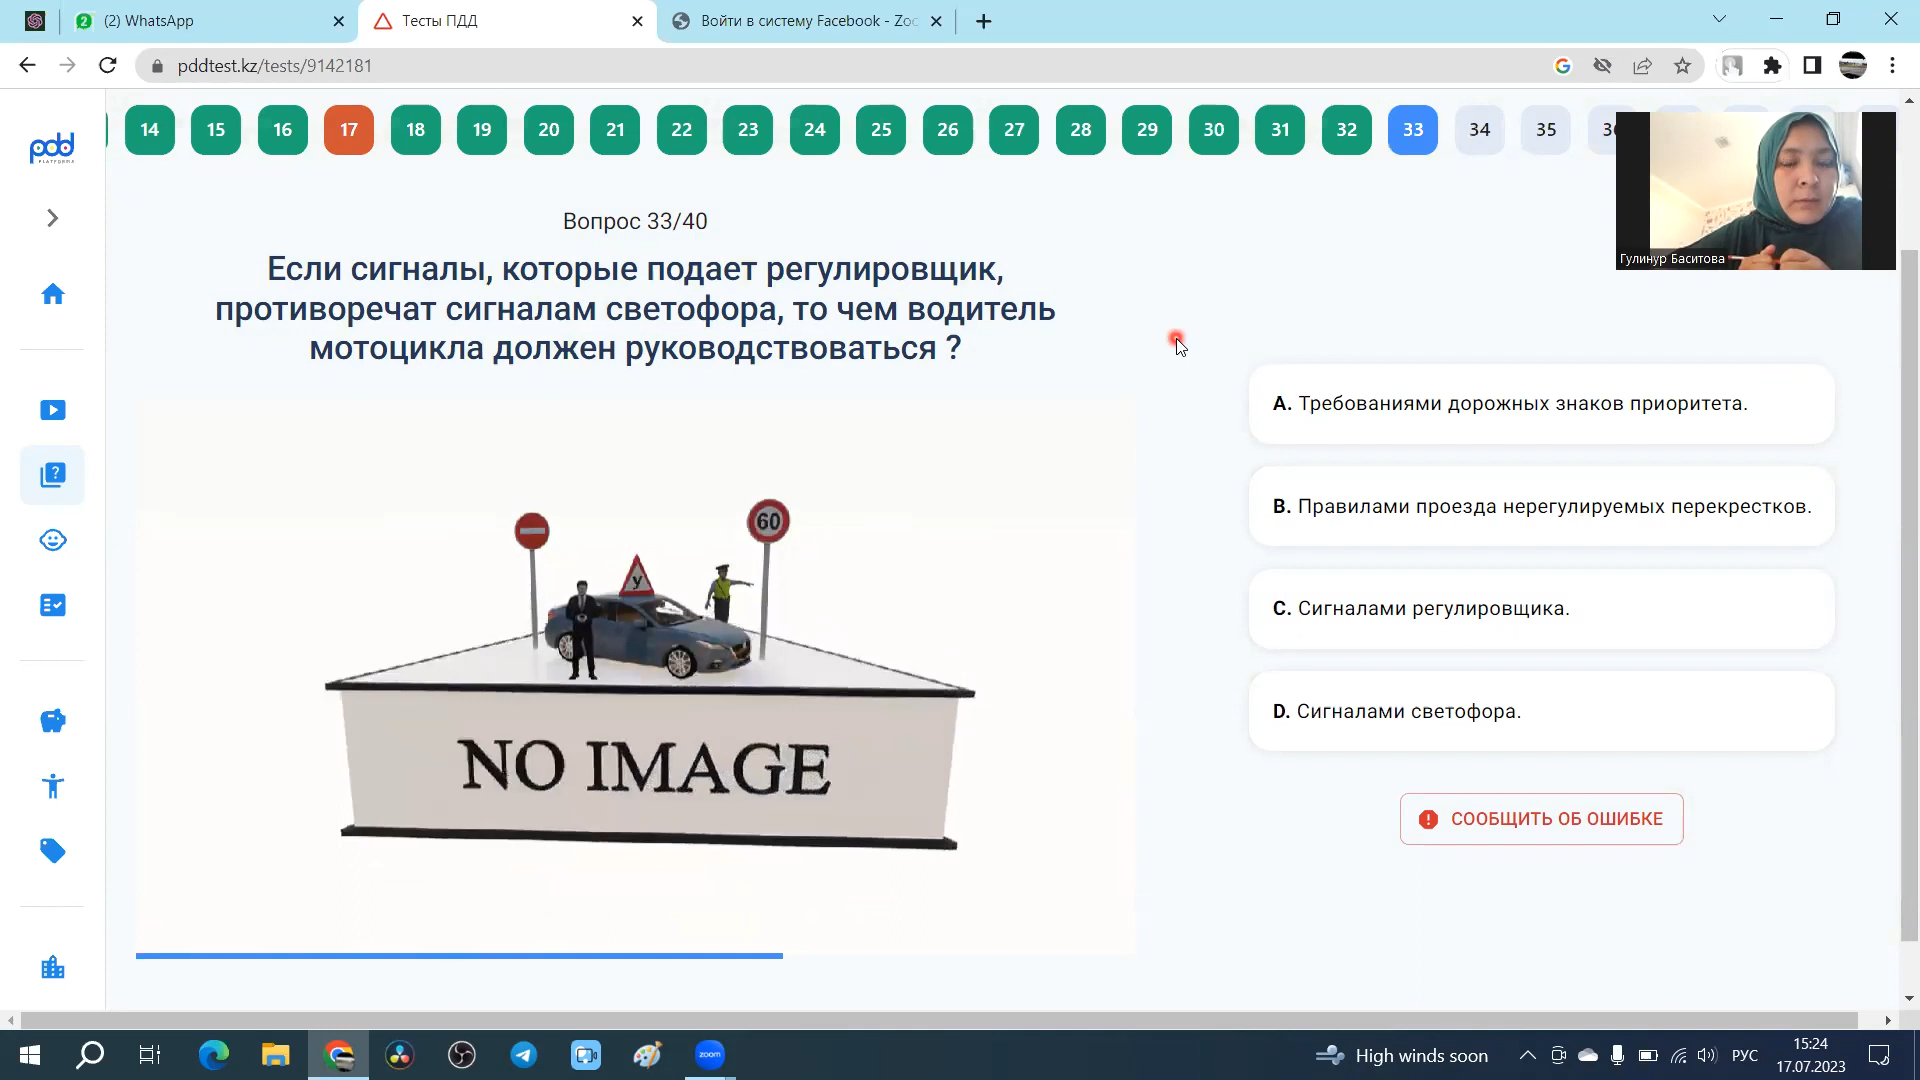 (2) WhatsApp
Тесты ПДД
Войти в систему Facebook - Zoo
pddtest.kz/tests/9142181
14 15 16 17 18 19 20 21 22 23 24 25 26 27 28 29 30 31 32 33 34 35
pdd
PLATFORMA
Гулинур Баситова
Вопрос 33/40
Если сигналы, которые подает регулировщик,
противоречат сигналам светофора, то чем водитель
мотоцикла должен руководствоваться ?
60
У
NO IMAGE
A. Требованиями дорожных знаков приоритета.
B. Правилами проезда нерегулируемых перекрестков.
C. Сигналами регулировщика.
D. Сигналами светофора.
СООБЩИТЬ ОБ ОШИБКЕ
zoom
High winds soon
РУС
15:24
17.07.2023